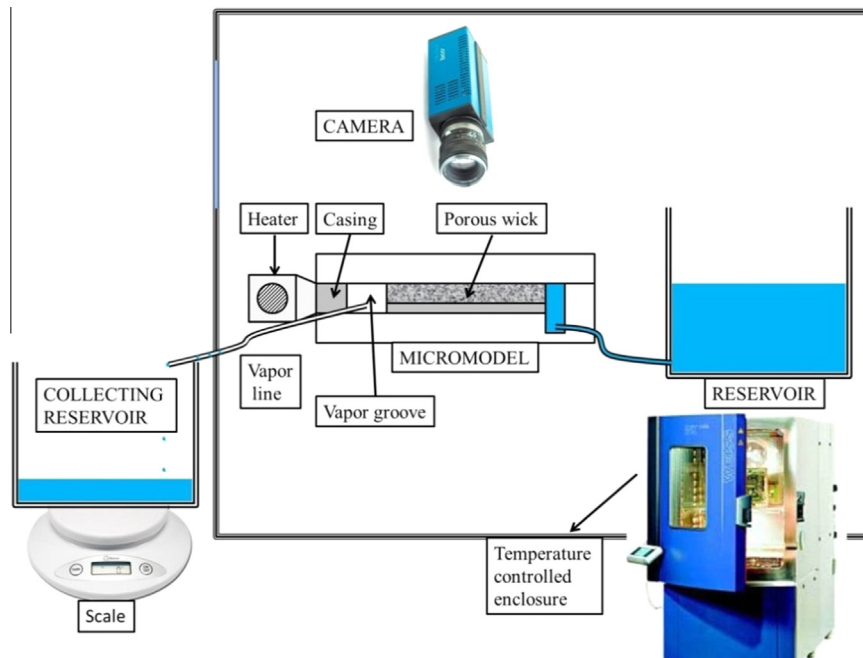 CAMERA
Heater
Casing
Porous wick
COLLECTING
RESERVOIR
Vapor
line
MICROMODEL
Vapor groove
RESERVOIR
Temperature
controlled
enclosure
Scale